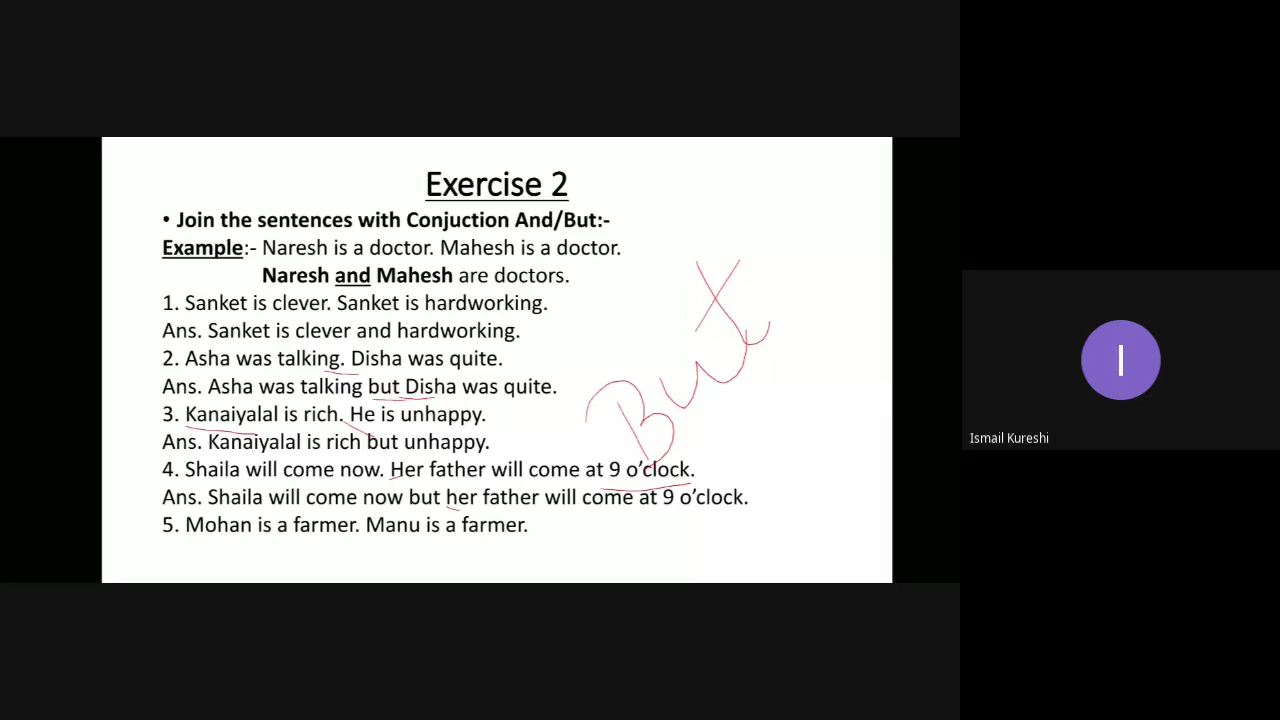 Exercise 2
• Join the sentences with Conjuction And/But:-
Example:- Naresh is a doctor. Mahesh is a doctor.
Naresh and Mahesh are doctors.
1. Sanket is clever. Sanket is hardworking.
Ans. Sanket is clever and hardworking.
2. Asha was talking. Disha was quite.
Ans. Asha was talking but Disha was quite.
3. Kanaiyalal is rich. He is unhappy.
Ans. Kanaiyalal is rich but unhappy.
4. Shaila will come now. Her father will come at 9 o’clock.
Ans. Shaila will come now but her father will come at 9 o’clock.
5. Mohan is a farmer. Manu is a farmer.
But
I
Ismail Kureshi